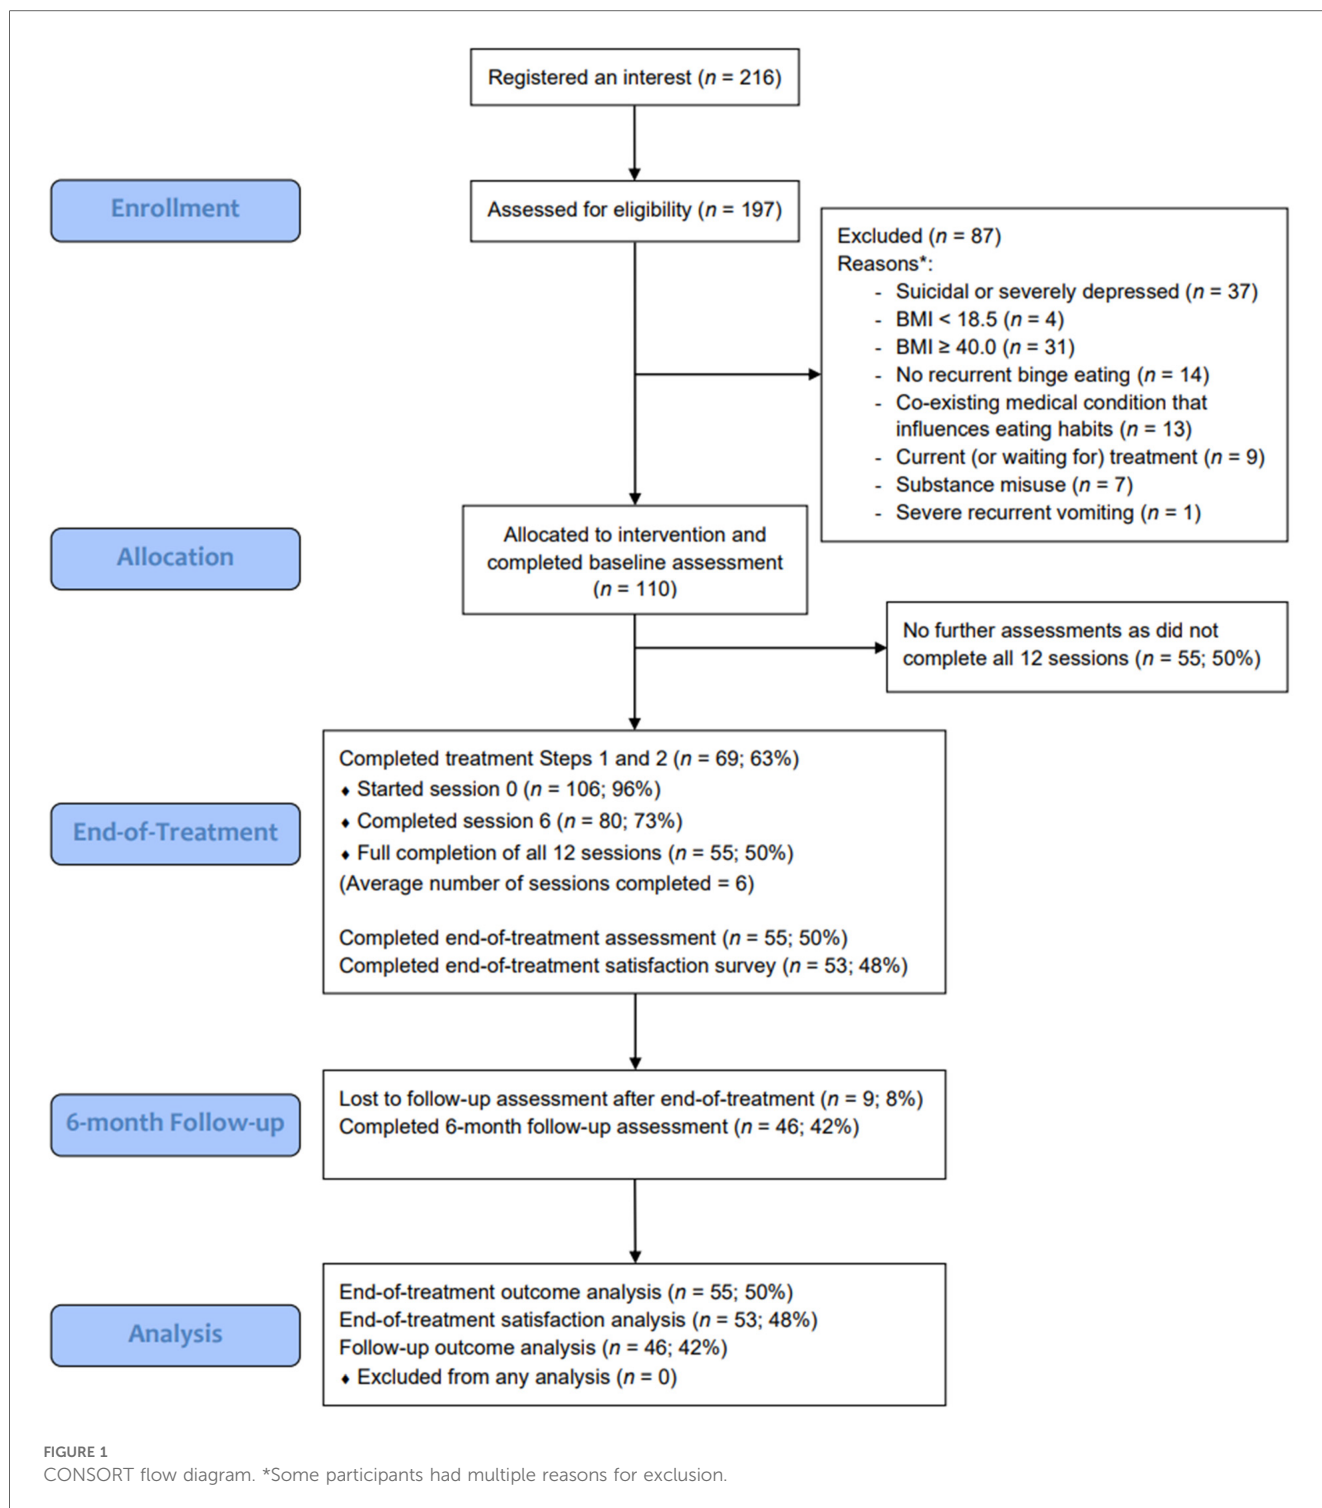 Registered an interest (n = 216)
Enrollment
Assessed for eligibility (n = 197)
Excluded (n = 87)
Reasons*:
- Suicidal or severely depressed (n = 37)
- BMI < 18.5 (n = 4)
- BMI ≥ 40.0 (n = 31)
- No recurrent binge eating (n = 14)
- Co-existing medical condition that
influences eating habits (n = 13)
- Current (or waiting for) treatment (n = 9)
- Substance misuse (n = 7)
- Severe recurrent vomiting (n = 1)
Allocation
Allocated to intervention and
completed baseline assessment
(n = 110)
No further assessments as did not
complete all 12 sessions (n = 55; 50%)
End-of-Treatment
Completed treatment Steps 1 and 2 (n = 69; 63%)
♦ Started session 0 (n = 106; 96%)
♦ Completed session 6 (n = 80; 73%)
♦ Full completion of all 12 sessions (n = 55; 50%)
(Average number of sessions completed = 6)
Completed end-of-treatment assessment (n = 55; 50%)
Completed end-of-treatment satisfaction survey (n = 53; 48%)
6-month Follow-up
Lost to follow-up assessment after end-of-treatment (n = 9; 8%)
Completed 6-month follow-up assessment (n = 46; 42%)
Analysis
End-of-treatment outcome analysis (n = 55; 50%)
End-of-treatment satisfaction analysis (n = 53; 48%)
Follow-up outcome analysis (n = 46; 42%)
♦ Excluded from any analysis (n = 0)
FIGURE 1
CONSORT flow diagram. *Some participants had multiple reasons for exclusion.